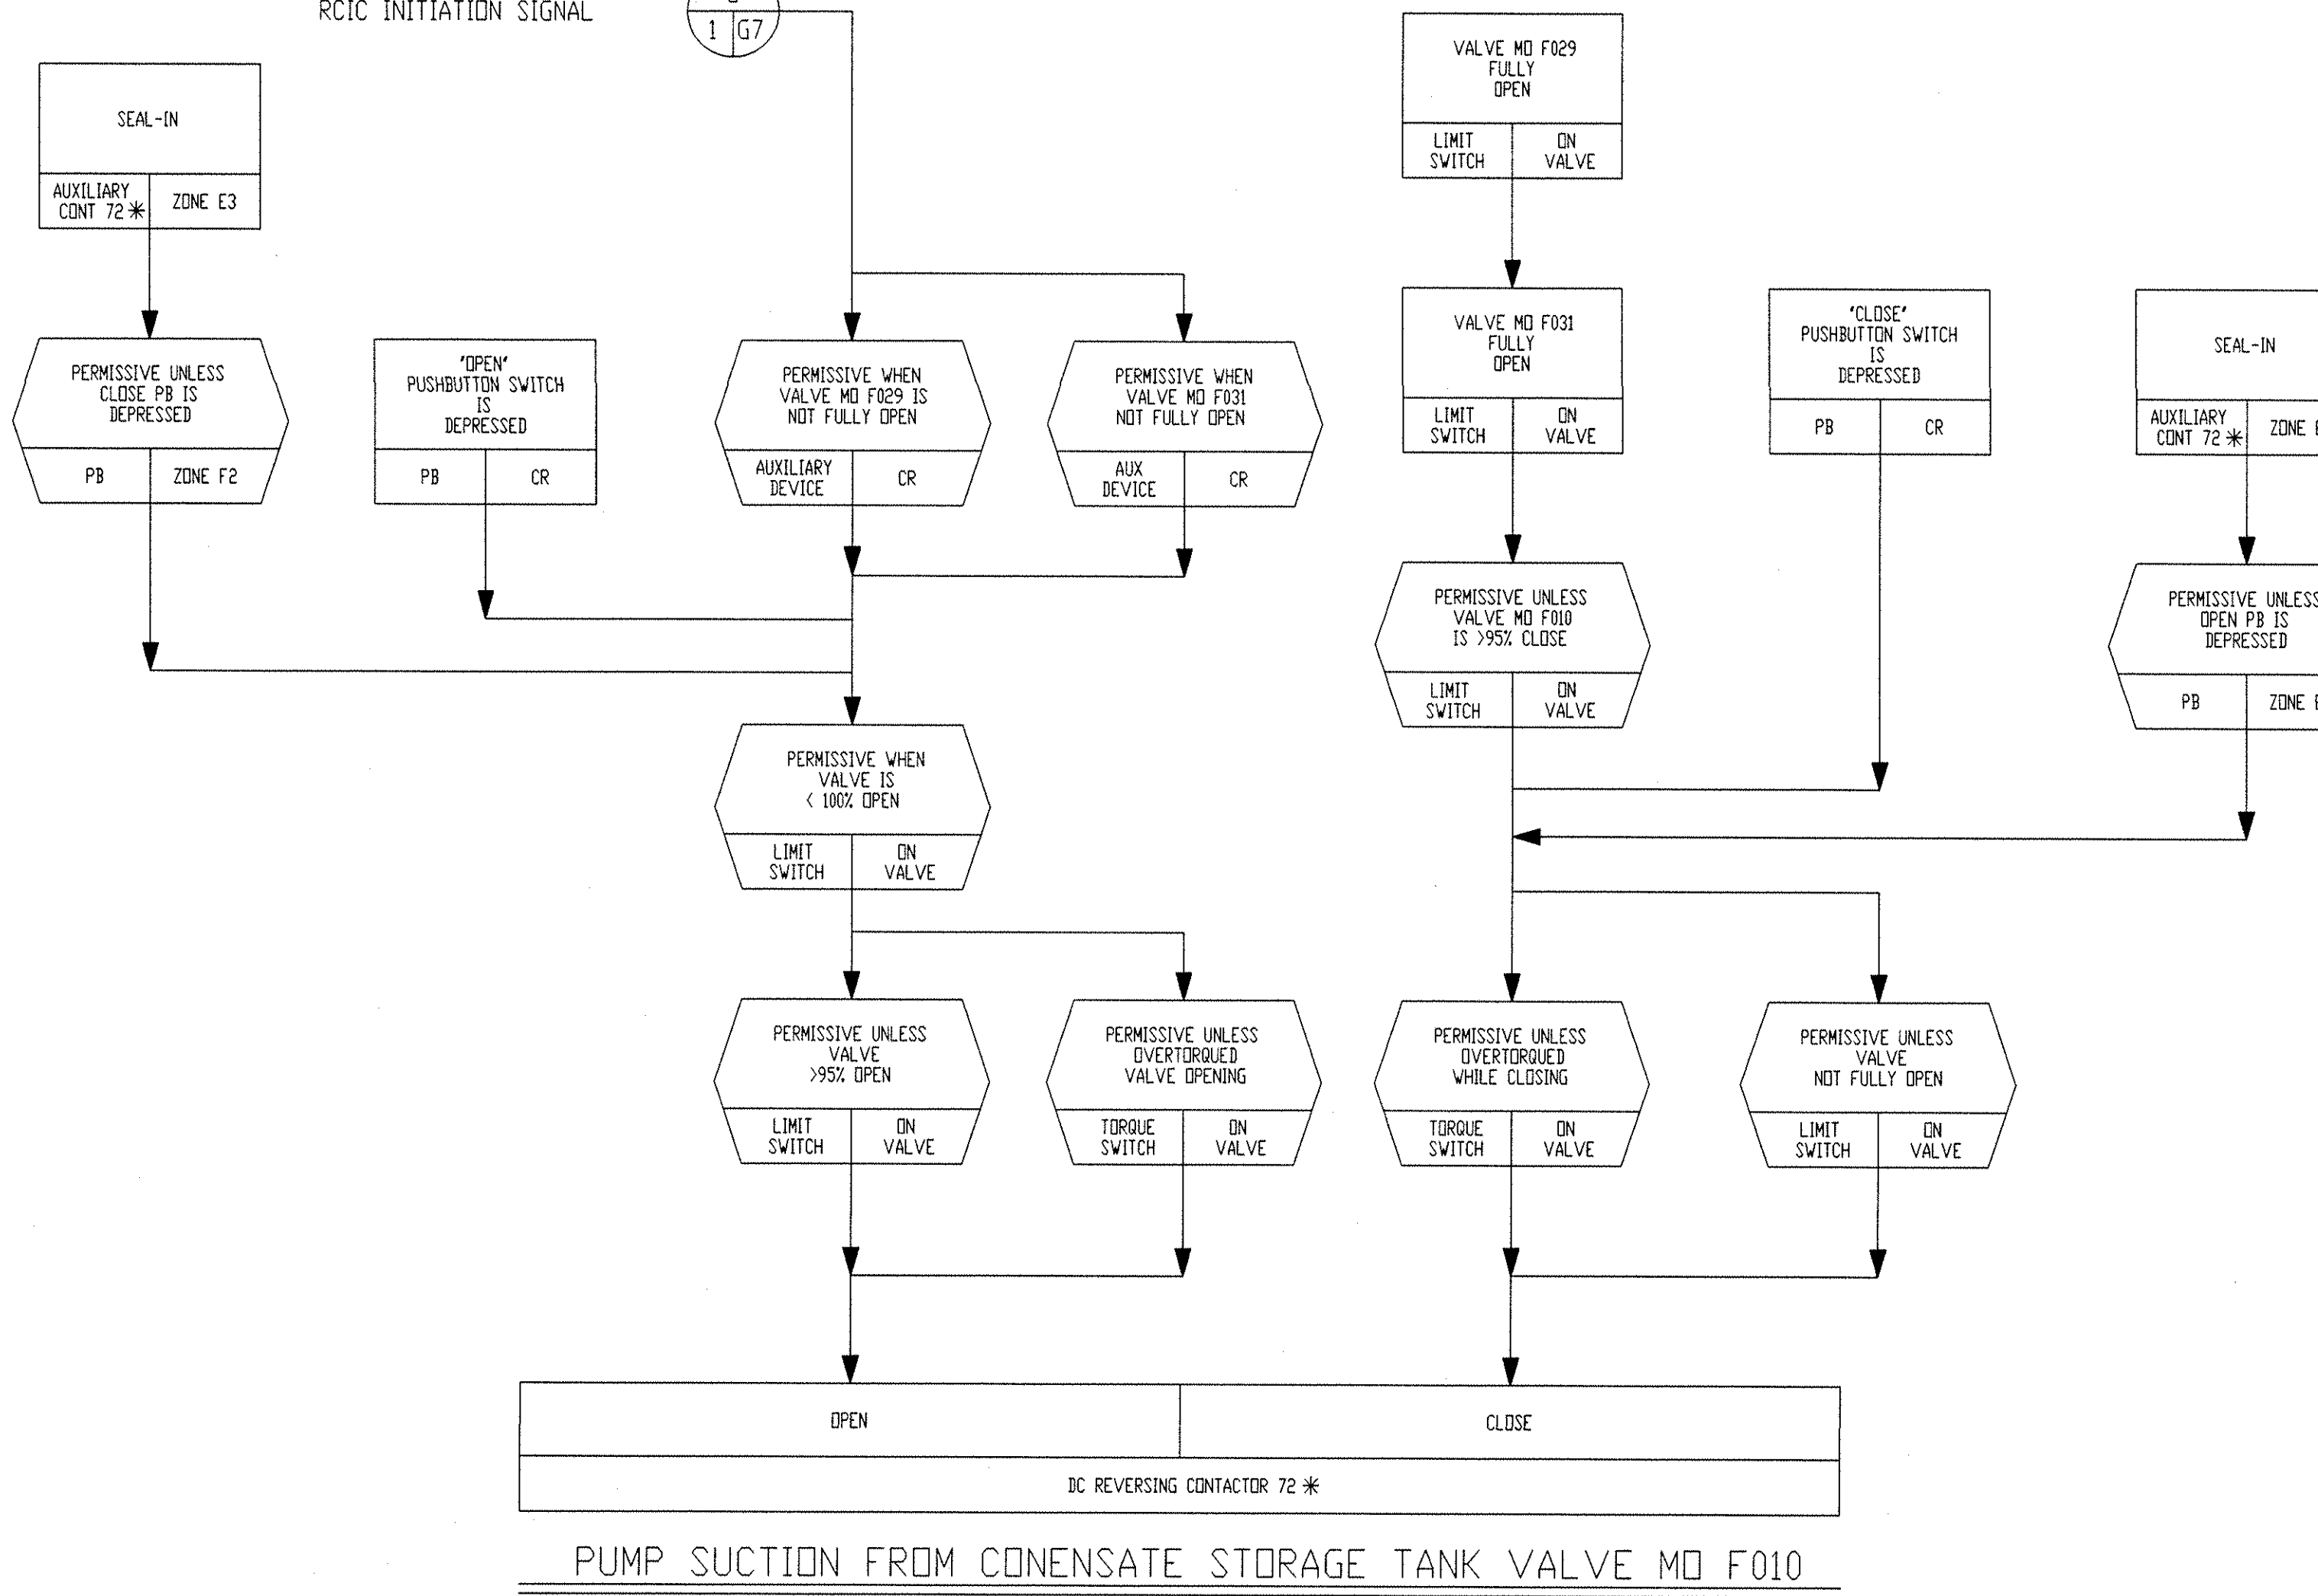 RCIC INITIATION SIGNAL
1 G7
VALVE MO F029
FULLY
OPEN
LIMIT
SWITCH
ON
VALVE
SEAL-IN
AUXILIARY
CONT 72 *
ZONE E3
PERMISSIVE UNLESS
CLOSE PB IS
DEPRESSED
PB
ZONE F2
"OPEN"
PUSHBUTTON SWITCH
IS
DEPRESSED
PB
CR
PERMISSIVE WHEN
VALVE MO F029 IS
NOT FULLY OPEN
AUXILIARY
DEVICE
CR
PERMISSIVE WHEN
VALVE MO F031
NOT FULLY OPEN
AUX
DEVICE
CR
VALVE MO F031
FULLY
OPEN
LIMIT
SWITCH
ON
VALVE
"CLOSE"
PUSHBUTTON SWITCH
IS
DEPRESSED
PB
CR
SEAL-IN
AUXILIARY
CONT 72 *
ZONE
PERMISSIVE UNLESS
VALVE MO F010
IS >95% CLOSE
LIMIT
SWITCH
ON
VALVE
PERMISSIVE UNLESS
OPEN PB IS
DEPRESSED
PB
ZONE
PERMISSIVE WHEN
VALVE IS
< 100% OPEN
LIMIT
SWITCH
ON
VALVE
PERMISSIVE UNLESS
VALVE
>95% OPEN
LIMIT
SWITCH
ON
VALVE
PERMISSIVE UNLESS
OVERTORQUED
VALVE OPENING
TORQUE
SWITCH
ON
VALVE
PERMISSIVE UNLESS
OVERTORQUED
WHILE CLOSING
TORQUE
SWITCH
ON
VALVE
PERMISSIVE UNLESS
VALVE
NOT FULLY OPEN
LIMIT
SWITCH
ON
VALVE
OPEN
CLOSE
DC REVERSING CONTACTOR 72 *
PUMP SUCTION FROM CONENSATE STORAGE TANK VALVE MO F010